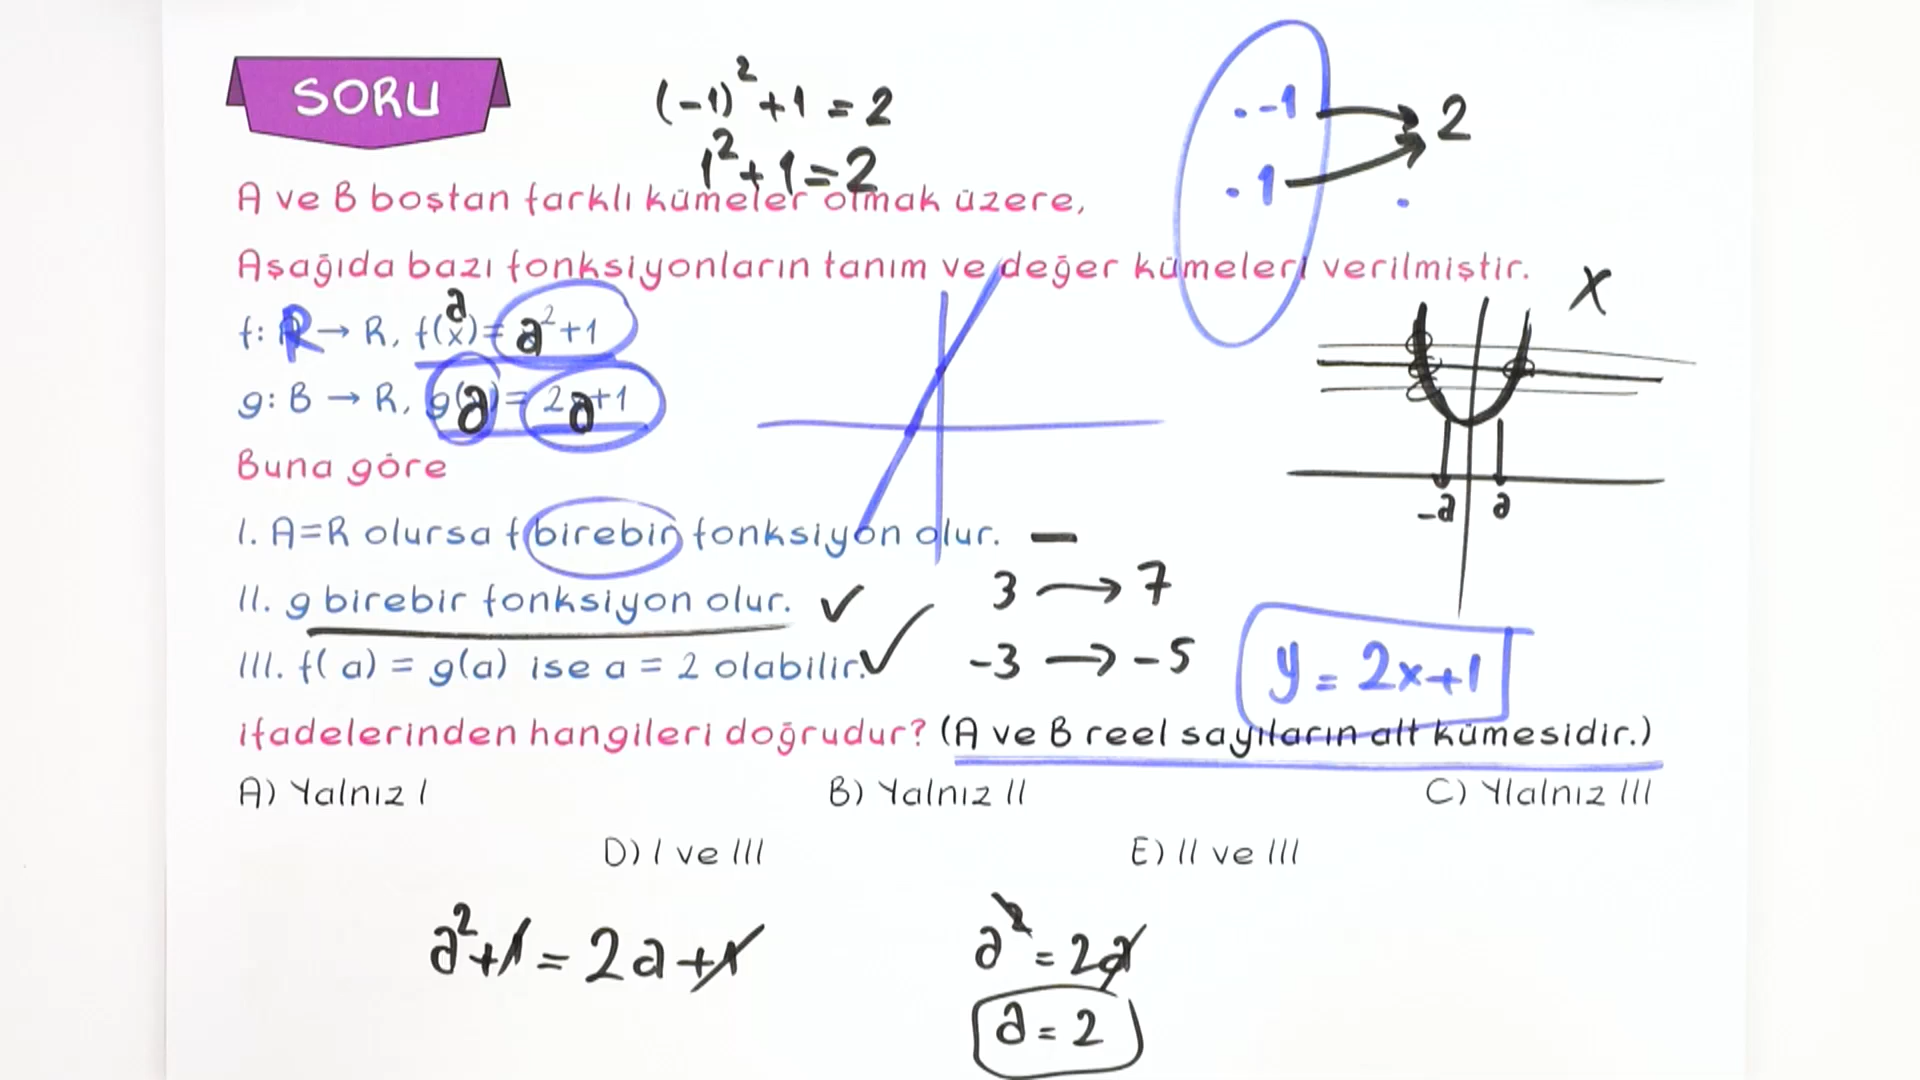 SORU
(-1)²+1=2
1²+1=2
.-1 → 2
.1
A ve B boştan farklı kümeler olmak üzere,
Aşağıda bazı fonksiyonların tanım ve değer kümeleri verilmiştir.
f: R → R, f(x)= a²+1
a
X
g: B → R, g(a)= 2a+1
Buna göre
-a a
I. A=R olursa f birebir fonksiyon olur. -
II. g birebir fonksiyon olur. ✓
3 → 7
III. f( a) = g(a) ise a = 2 olabilir. ✓
-3 → -5
y = 2x+1
ifadelerinden hangileri doğrudur? (A ve B reel sayıların alt kümesidir.)
A) Yalnız I B) Yalnız II C) Ylalnız III
D) I ve III E) II ve III
a²+1=2a+1
a²=2a
a=2